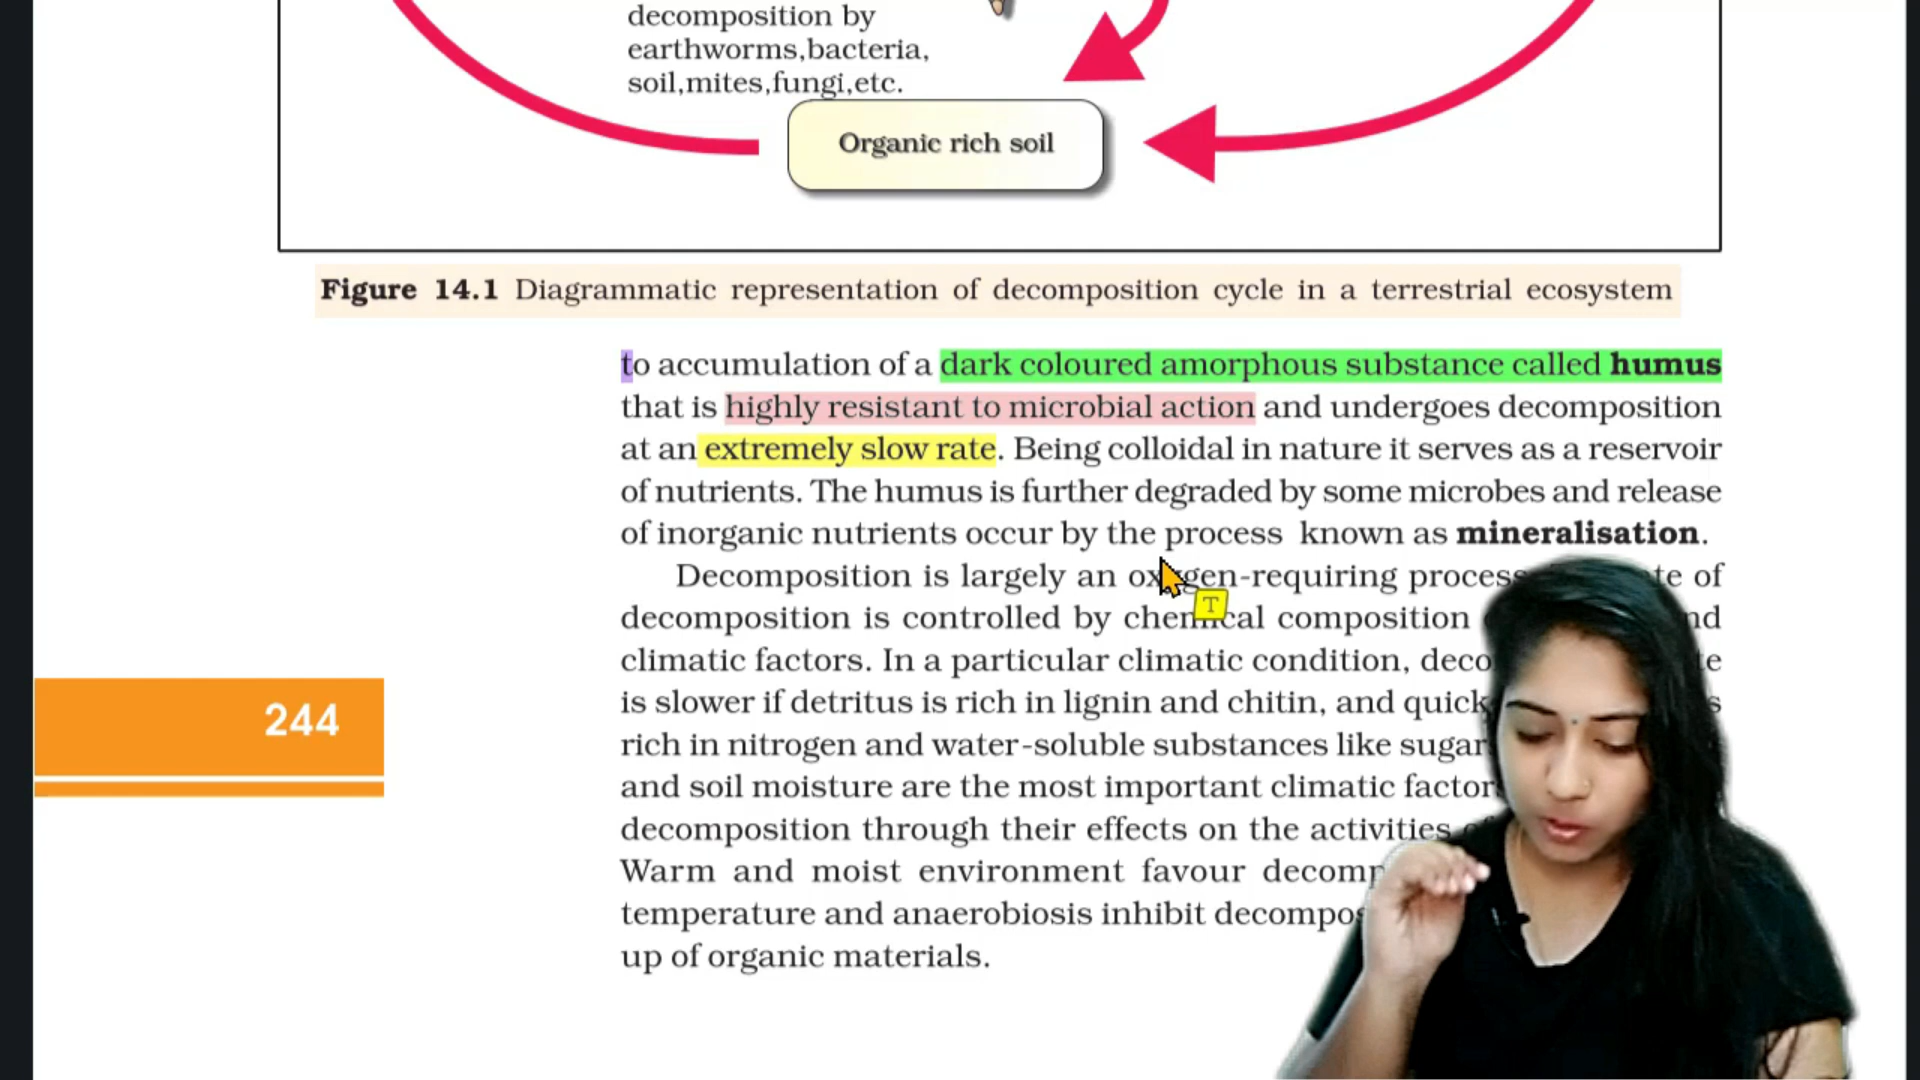 decomposition by
earthworms,bacteria,
soil,mites,fungi,etc.
Organic rich soil
Figure 14.1 Diagrammatic representation of decomposition cycle in a terrestrial ecosystem
to accumulation of a dark coloured amorphous substance called humus
that is highly resistant to microbial action and undergoes decomposition
at an extremely slow rate. Being colloidal in nature it serves as a reservoir
of nutrients. The humus is further degraded by some microbes and release
of inorganic nutrients occur by the process known as mineralisation.
Decomposition is largely an oxygen-requiring process of
T
decomposition is controlled by chemical composition
climatic factors. In a particular climatic condition,
is slower if detritus is rich in lignin and chitin, and
rich in nitrogen and water-soluble substances like
and soil moisture are the most important climatic
decomposition through their effects on the activities
244
Warm and moist environment favour
temperature and anaerobiosis inhibit
up of organic materials.